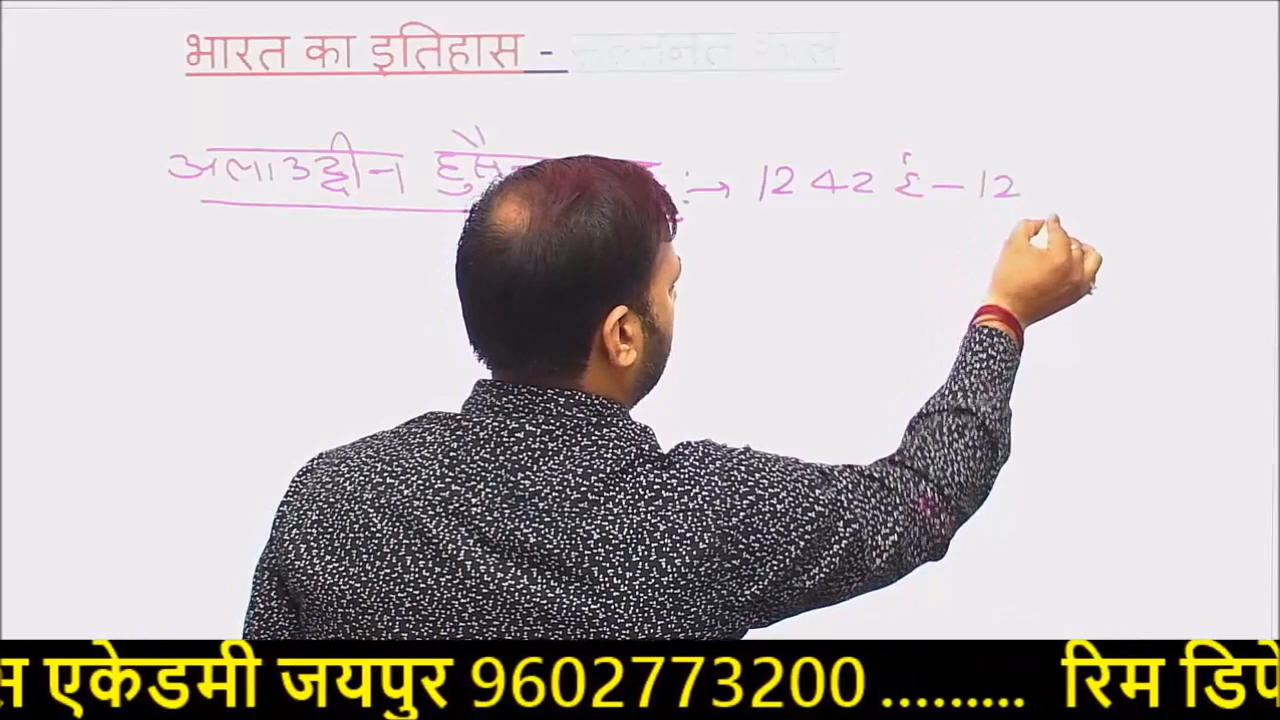 भारत का इतिहास -
अलाउद्दीन :→ 1242 ई - 12
स एकेडमी जयपुर 9602773200 ......... रिम डिफे